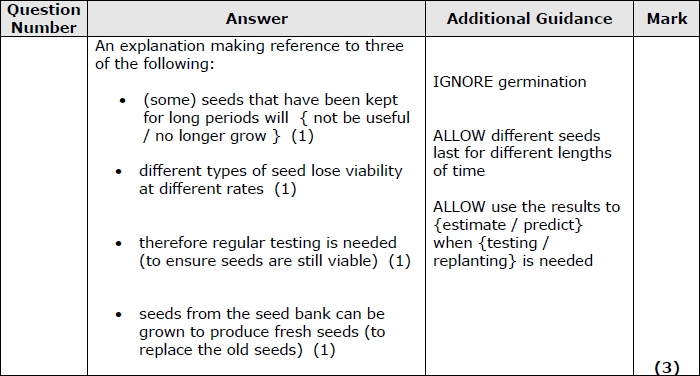 Question Number
Answer
Additional Guidance
Mark
An explanation making reference to three
of the following:
• (some) seeds that have been kept
for long periods will { not be useful
/ no longer grow } (1)
• different types of seed lose viability
at different rates (1)
• therefore regular testing is needed
(to ensure seeds are still viable) (1)
• seeds from the seed bank can be
grown to produce fresh seeds (to
replace the old seeds) (1)
IGNORE germination
ALLOW different seeds
last for different lengths
of time
ALLOW use the results to
{estimate / predict}
when {testing /
replanting} is needed
(3)